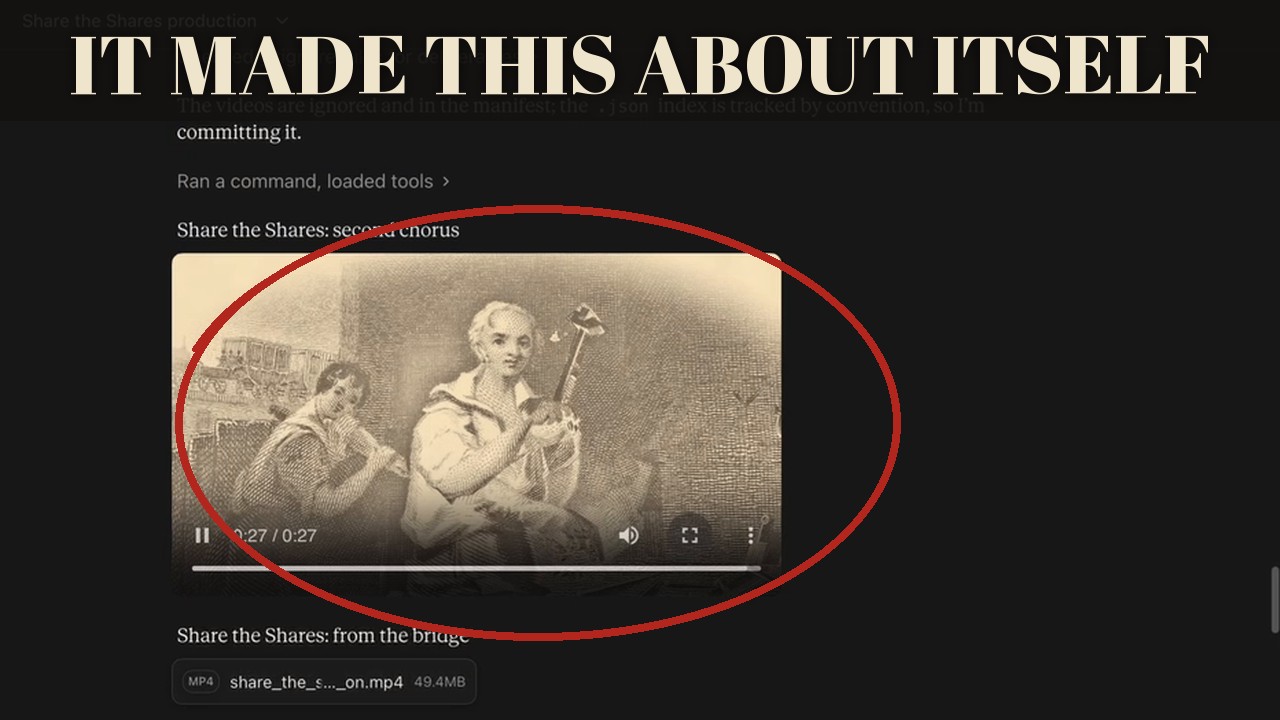 Share the Shares production
IT MADE THIS ABOUT ITSELF
The videos are ignored and in the manifest; the .json index is tracked by convention, so I'm
committing it.
Ran a command, loaded tools >
Share the Shares: second chorus
0:27 / 0:27
Share the Shares: from the bridge
MP4 share_the_s..._on.mp4 49.4MB